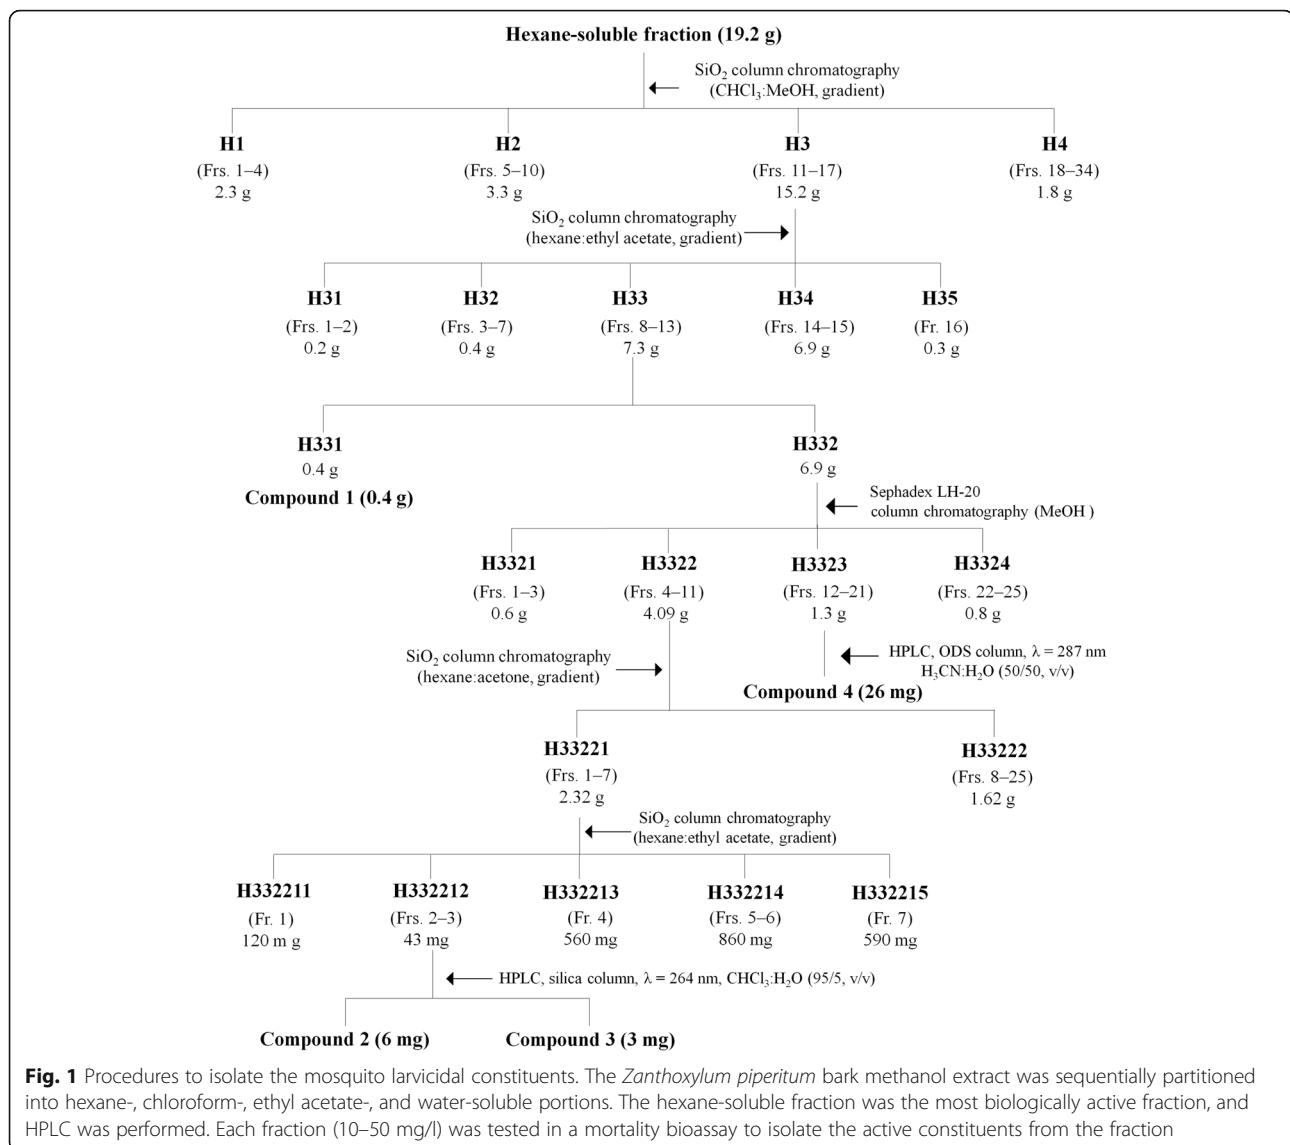 Hexane-soluble fraction (19.2 g)
SiO₂ column chromatography
(CHCl₃:MeOH, gradient)
H1 H2 H3 H4
(Frs. 1–4) (Frs. 5–10) (Frs. 11–17) (Frs. 18–34)
2.3 g 3.3 g 15.2 g 1.8 g
SiO₂ column chromatography
(hexane:ethyl acetate, gradient)
H31 H32 H33 H34 H35
(Frs. 1–2) (Frs. 3–7) (Frs. 8–13) (Frs. 14–15) (Fr. 16)
0.2 g 0.4 g 7.3 g 6.9 g 0.3 g
H331 H332
0.4 g 6.9 g
Compound 1 (0.4 g)
Sephadex LH-20
column chromatography (MeOH )
H3321 H3322 H3323 H3324
(Frs. 1–3) (Frs. 4–11) (Frs. 12–21) (Frs. 22–25)
0.6 g 4.09 g 1.3 g 0.8 g
SiO₂ column chromatography
(hexane:acetone, gradient)
HPLC, ODS column, λ = 287 nm
H₃CN:H₂O (50/50, v/v)
Compound 4 (26 mg)
H33221 H33222
(Frs. 1–7) (Frs. 8–25)
2.32 g 1.62 g
SiO₂ column chromatography
(hexane:ethyl acetate, gradient)
H332211 H332212 H332213 H332214 H332215
(Fr. 1) (Frs. 2–3) (Fr. 4) (Frs. 5–6) (Fr. 7)
120 m g 43 mg 560 mg 860 mg 590 mg
HPLC, silica column, λ = 264 nm, CHCl₃:H₂O (95/5, v/v)
Compound 2 (6 mg) Compound 3 (3 mg)
Fig. 1 Procedures to isolate the mosquito larvicidal constituents. The Zanthoxylum piperitum bark methanol extract was sequentially partitioned
into hexane-, chloroform-, ethyl acetate-, and water-soluble portions. The hexane-soluble fraction was the most biologically active fraction, and
HPLC was performed. Each fraction (10–50 mg/l) was tested in a mortality bioassay to isolate the active constituents from the fraction